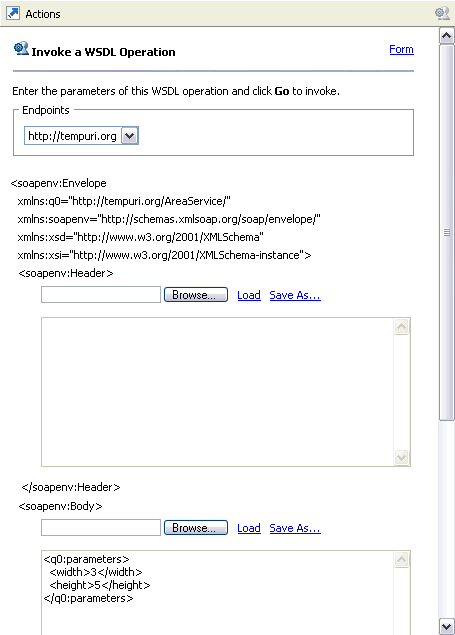 Actions
Invoke a WSDL Operation Form
Enter the parameters of this WSDL operation and click Go to invoke.
Endpoints
http://tempuri.org
<soapenv:Envelope
xmlns:q0="http://tempuri.org/AreaService/"
xmlns:soapenv="http://schemas.xmlsoap.org/soap/envelope/"
xmlns:xsd="http://www.w3.org/2001/XMLSchema"
xmlns:xsi="http://www.w3.org/2001/XMLSchema-instance">
<soapenv:Header>
Browse... Load Save As...
</soapenv:Header>
<soapenv:Body>
Browse... Load Save As...
<q0:parameters>
<width>3</width>
<height>5</height>
</q0:parameters>